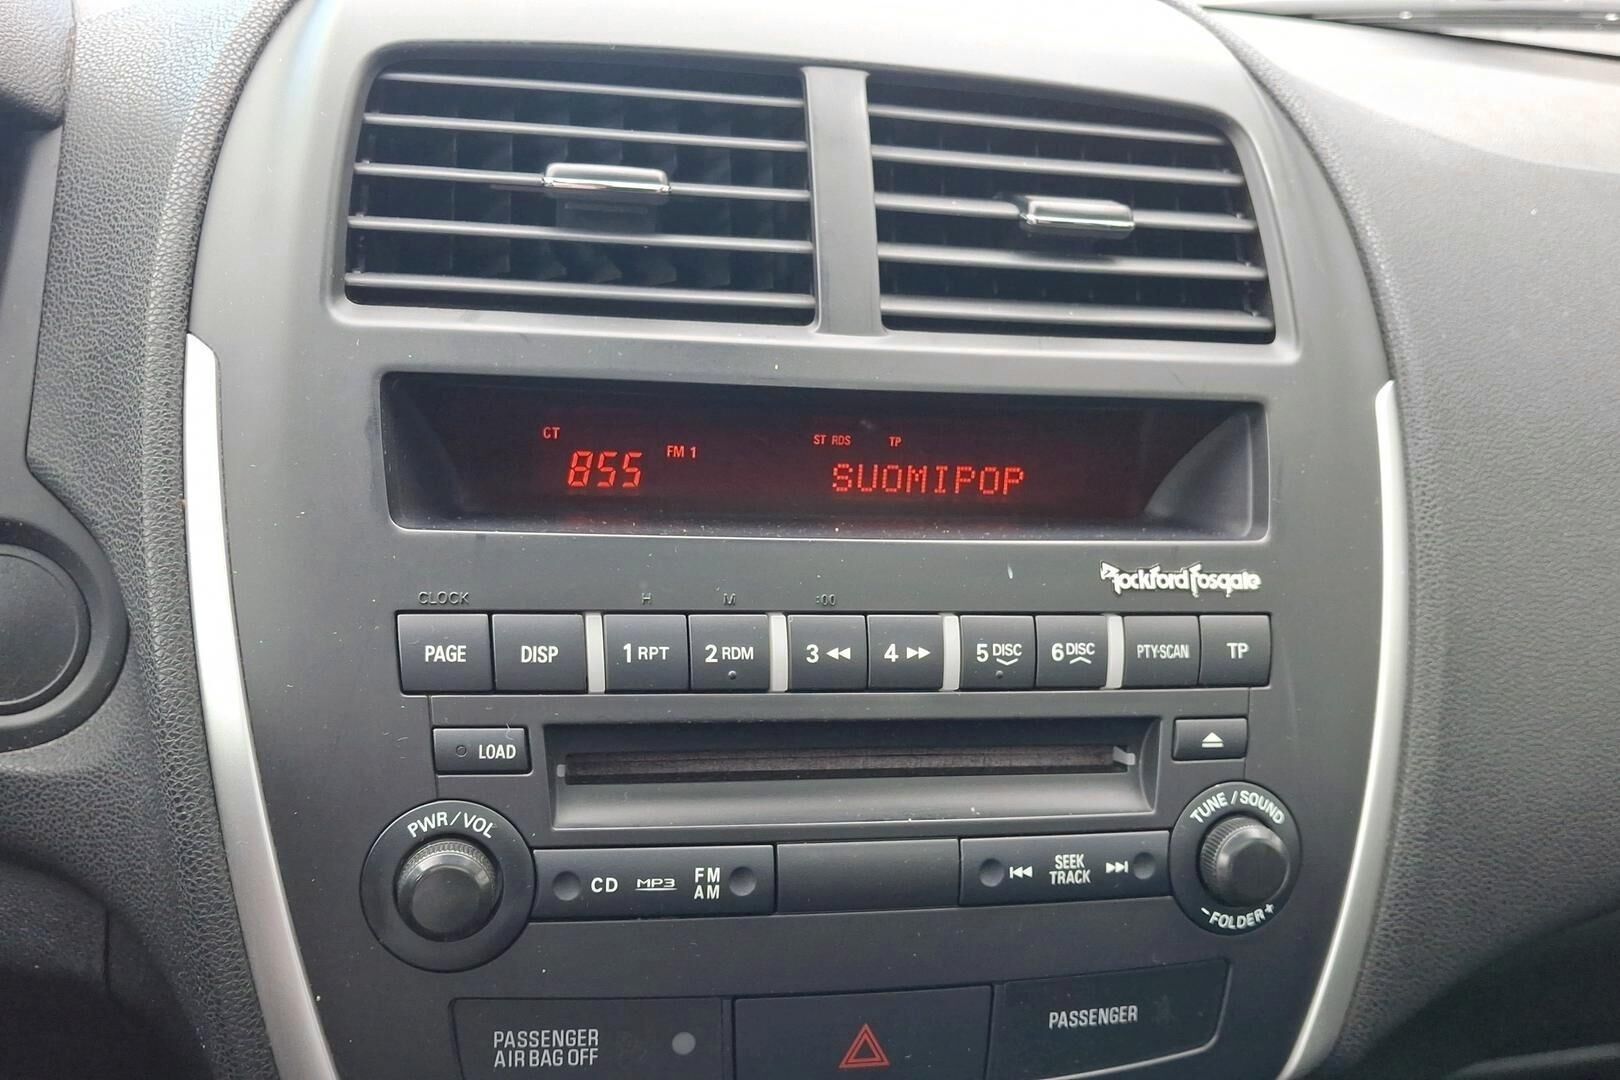 CT
855 FM 1
ST RDS TP
SUOMIPOP
Rockford Fosgate
CLOCK H M :00
PAGE DISP 1 RPT 2 RDM 3 4 5 DISC 6 DISC PTY·SCAN TP
LOAD
PWR/VOL
TUNE / SOUND
CD MP3 FM AM
SEEK TRACK
- FOLDER +
PASSENGER
AIR BAG OFF
PASSENGER